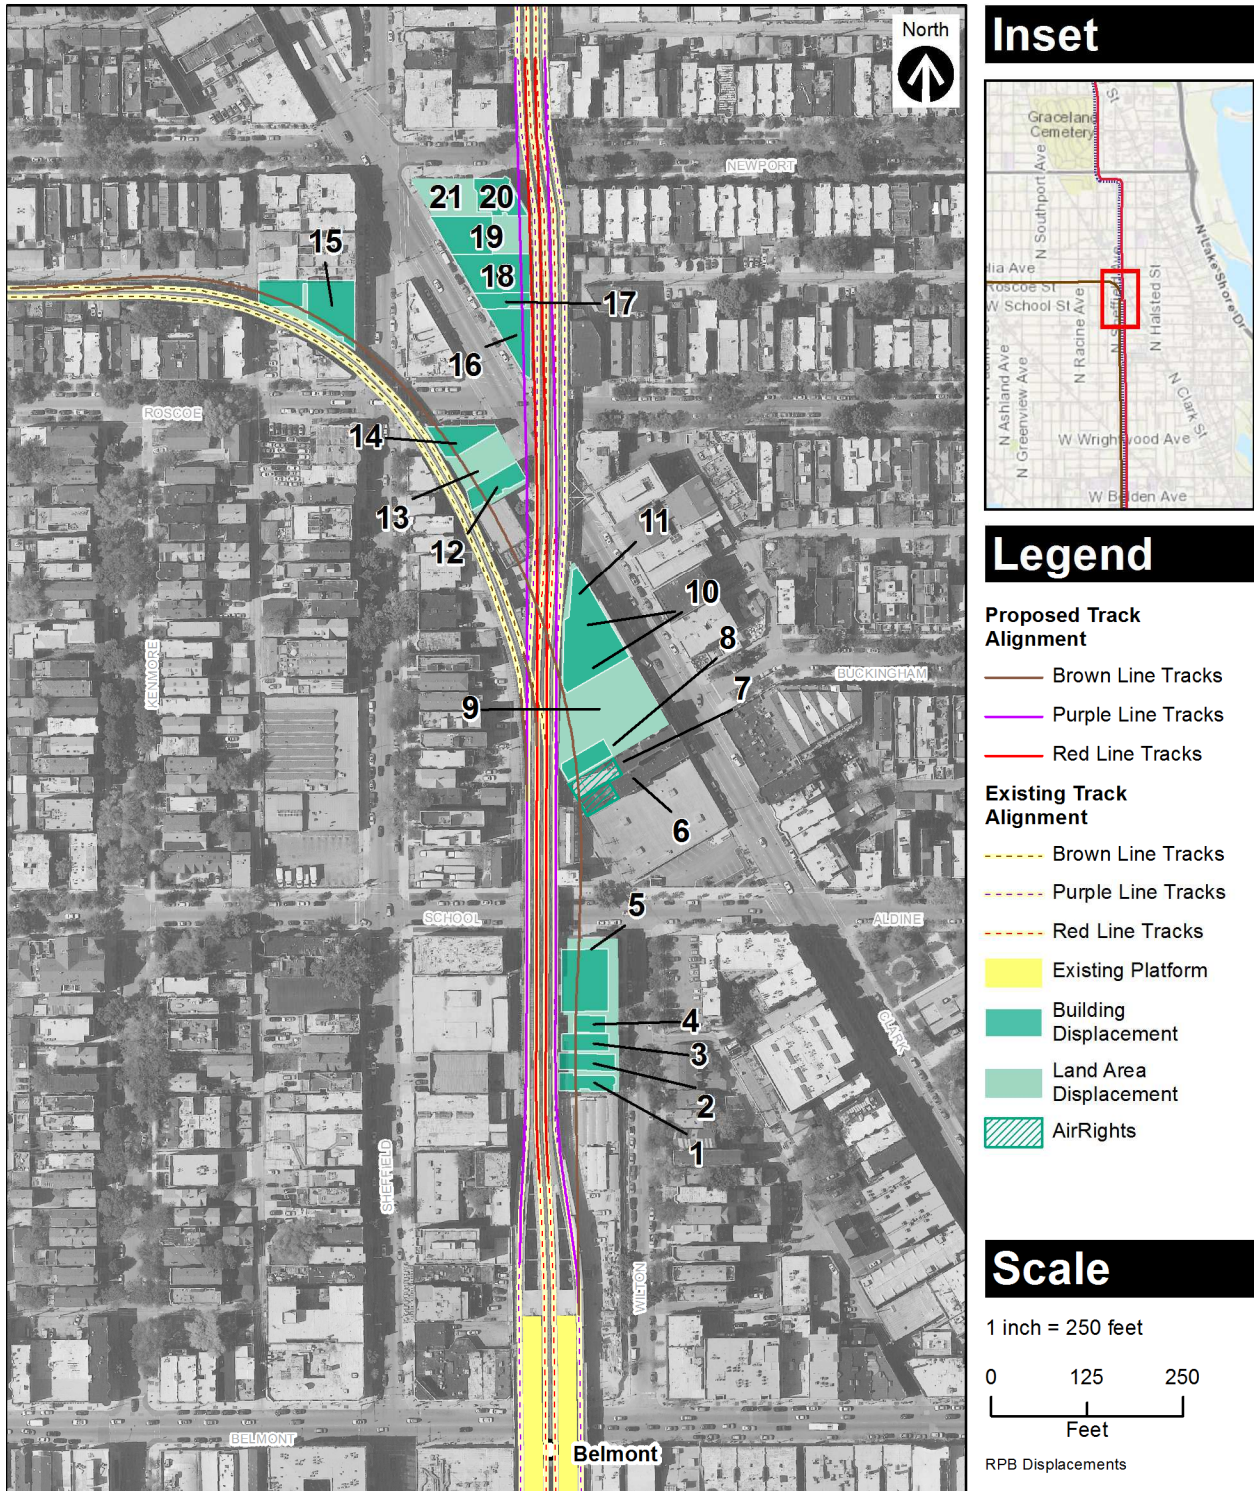 North
NEWPORT
21
20
15
19
18
17
16
ROSCOE
14
13
12
11
10
8
KENMORE
BUCKINGHAM
7
9
6
5
SCHOOL
ALDINE
4
CLARK
3
2
1
SHEFFIELD
WILTON
BELMONT
Belmont
Inset
Graceland
Cemetery
St
N Southport Ave
N Lake Shore Dr
dia Ave
Roscoe St
W School St
N Racine Ave
N Sheffield Ave
N Halsted St
N Ashland Ave
N Greenview Ave
N Clark St
W Wrightwood Ave
W Belden Ave
Legend
Proposed Track
Alignment
Brown Line Tracks
Purple Line Tracks
Red Line Tracks
Existing Track
Alignment
Brown Line Tracks
Purple Line Tracks
Red Line Tracks
Existing Platform
Building
Displacement
Land Area
Displacement
AirRights
Scale
1 inch = 250 feet
0 125 250
Feet
RPB Displacements